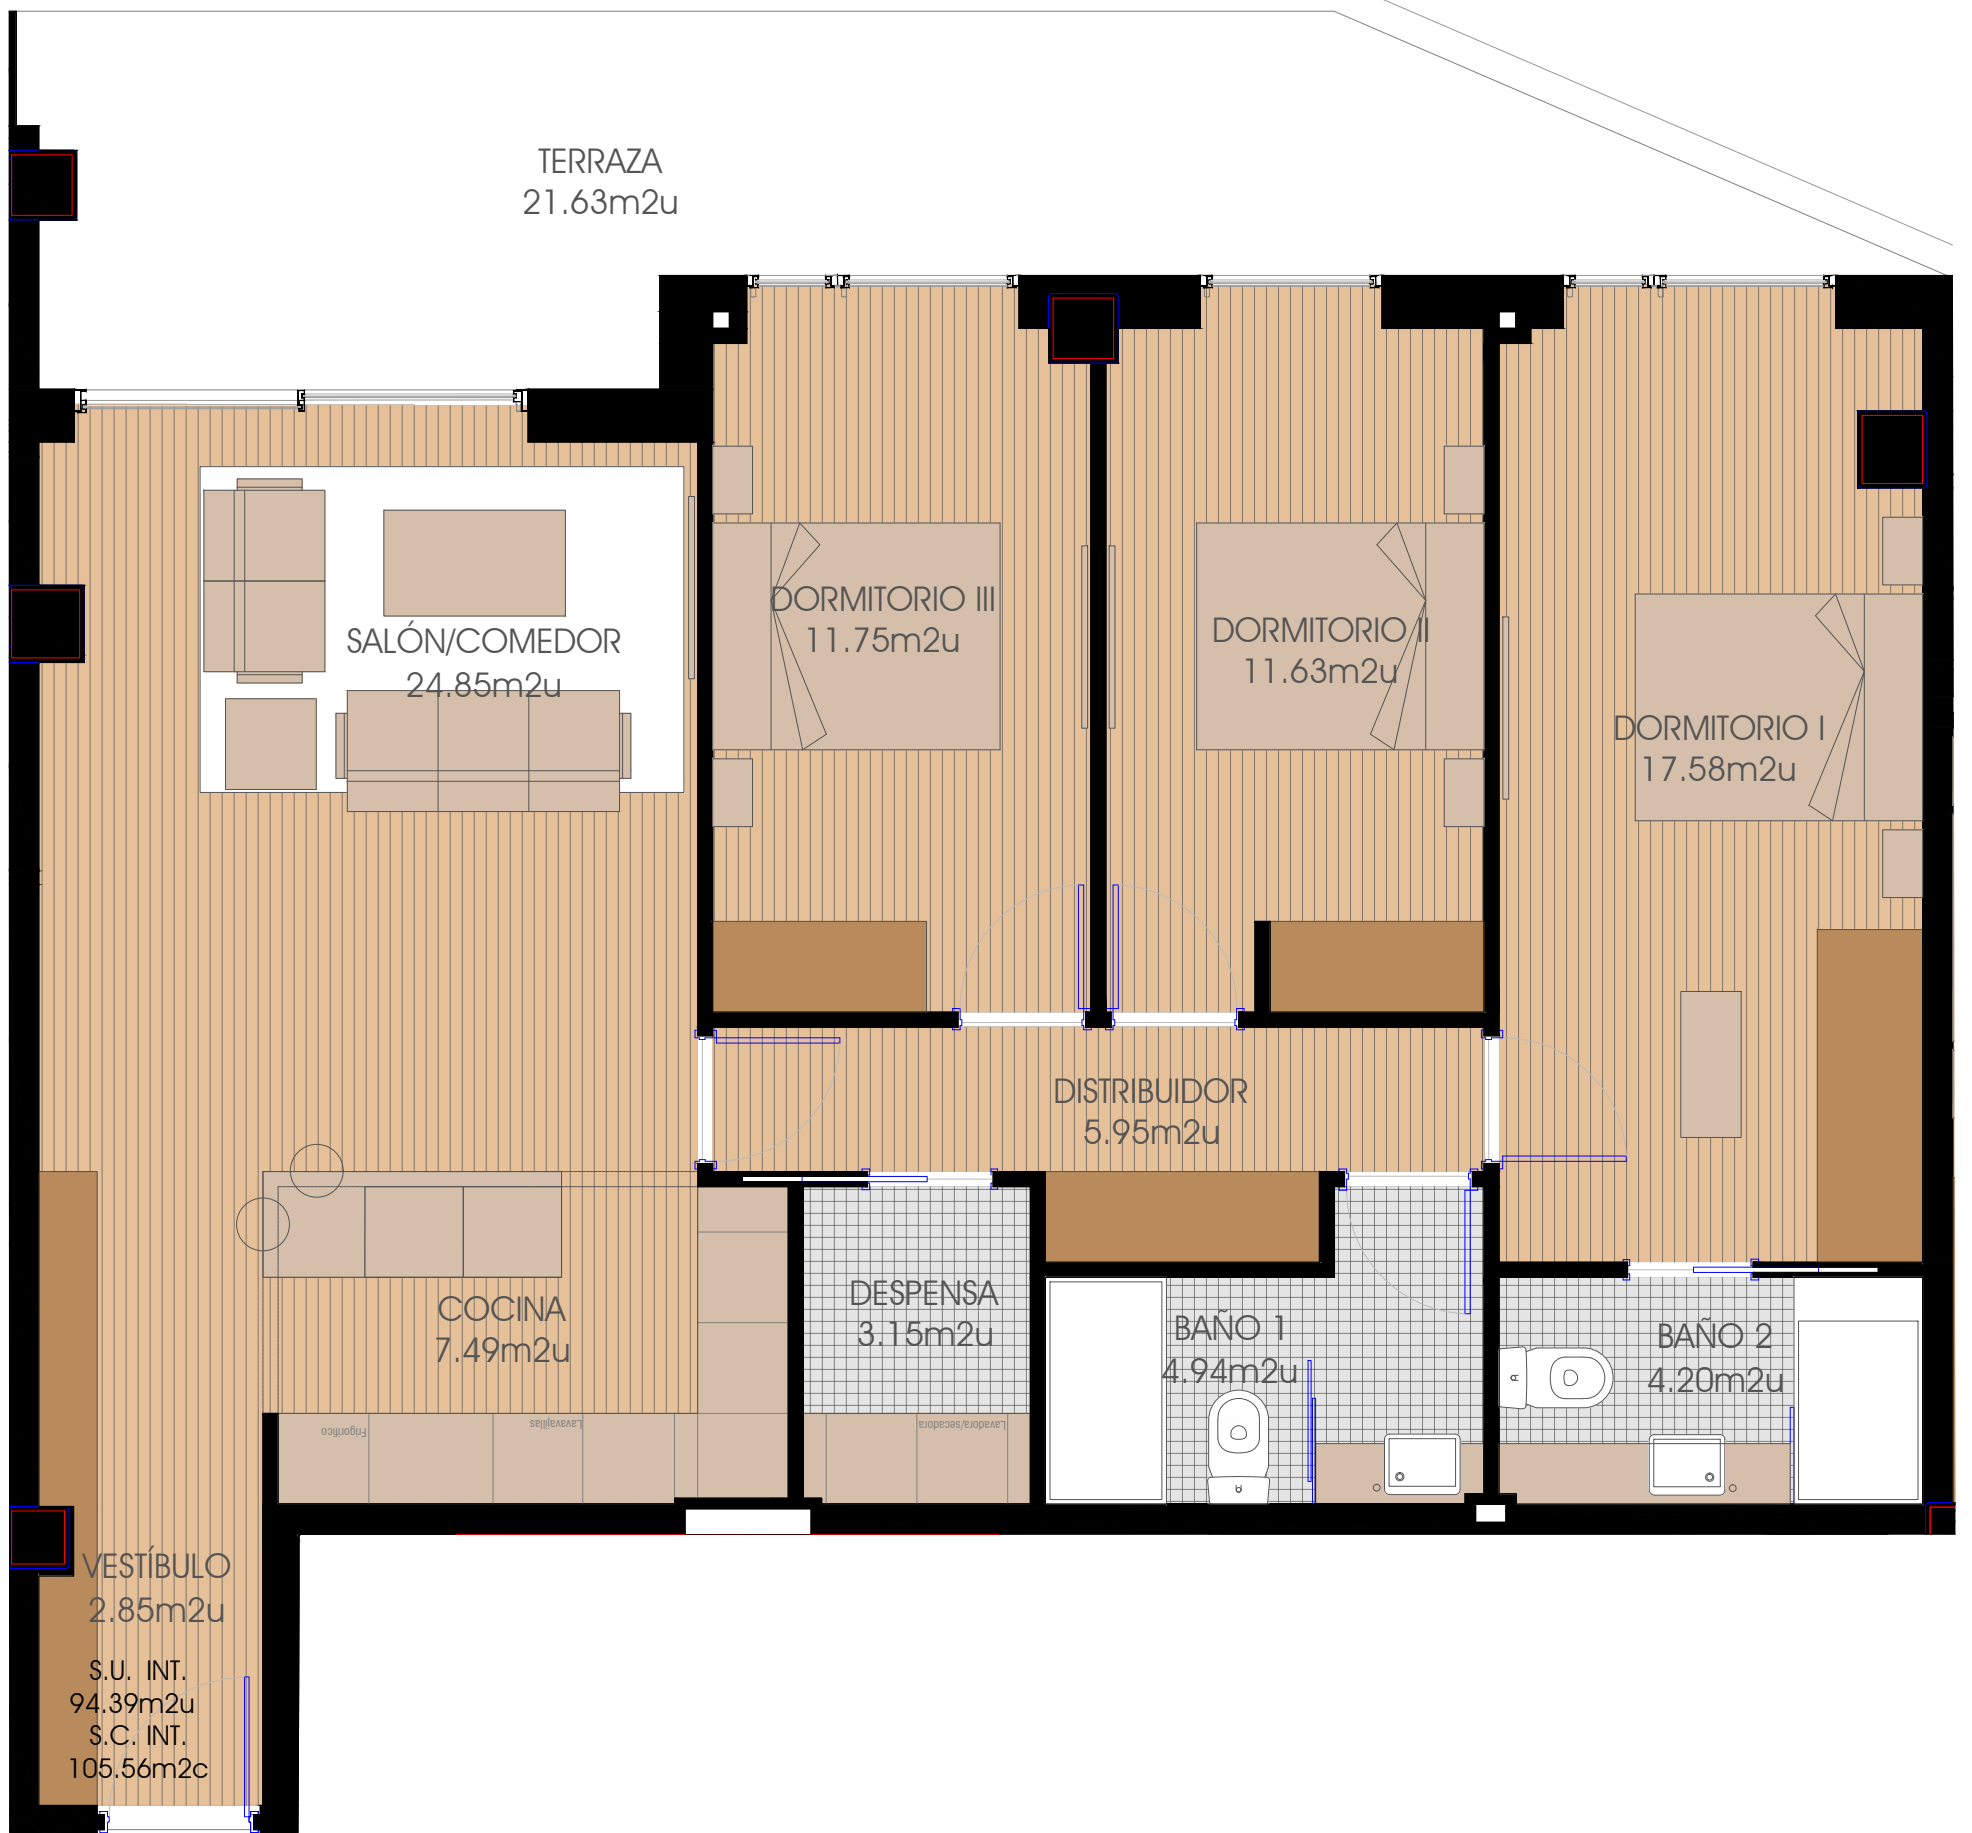 TERRAZA
21.63m2u
SALÓN/COMEDOR
24.85m2u
DORMITORIO III
11.75m2u
DORMITORIO II
11.63m2u
DORMITORIO I
17.58m2u
DISTRIBUIDOR
5.95m2u
COCINA
7.49m2u
DESPENSA
3.15m2u
BAÑO 1
4.94m2u
BAÑO 2
4.20m2u
Frigorífico
Lavavajillas
Lavadora/secadora
VESTÍBULO
2.85m2u
S.U. INT.
94.39m2u
S.C. INT.
105.56m2c